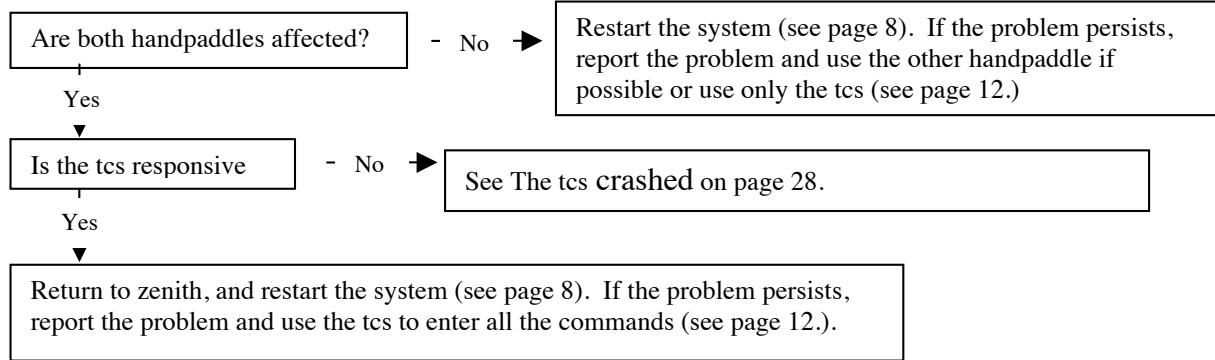 Are both handpaddles affected?
No
Restart the system (see page 8). If the problem persists,
report the problem and use the other handpaddle if
possible or use only the tcs (see page 12.)
Yes
Is the tcs responsive
No
See The tcs crashed on page 28.
Yes
Return to zenith, and restart the system (see page 8). If the problem persists,
report the problem and use the tcs to enter all the commands (see page 12.).